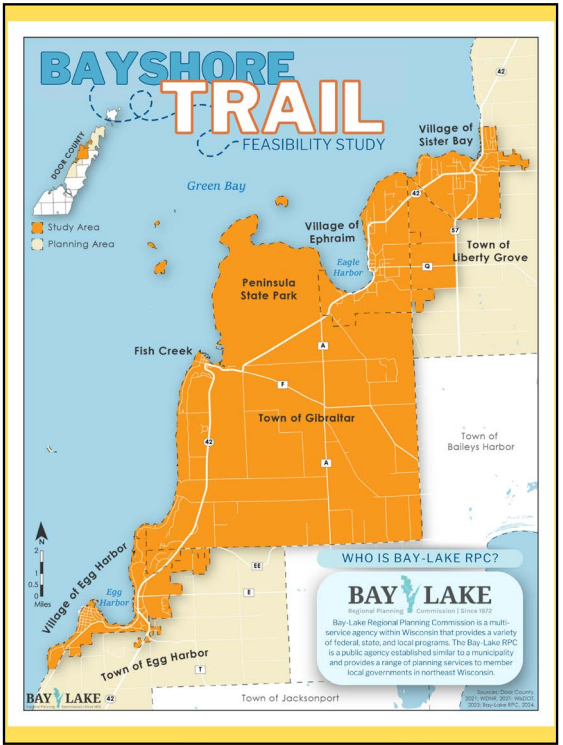 BAYSHORE
TRAIL
FEASIBILITY STUDY
42
Village of
Sister Bay
DOOR COUNTY
Green Bay
Study Area
Planning Area
42
Village of
Ephraim
57
Town of
Liberty Grove
Eagle
Harbor
Q
Peninsula
State Park
Fish Creek
A
F
Town of Gibraltar
42
Town of
Baileys Harbor
A
N
2
1
0.5
0
Miles
Village of Egg Harbor
Egg
Harbor
EE
E
Town of Egg Harbor
T
42
Town of Jacksonport
BAY LAKE
Regional Planning Commission | Since 1972
WHO IS BAY-LAKE RPC?
BAY LAKE
Regional Planning Commission | Since 1972
Bay-Lake Regional Planning Commission is a multi-
service agency within Wisconsin that provides a variety
of federal, state, and local programs. The Bay-Lake RPC
is a public agency established similar to a municipality
and provides a range of planning services to member
local governments in northeast Wisconsin.
Sources: Door County,
2021; WDNR, 2021; WisDOT,
2023; Bay-Lake RPC, 2024.